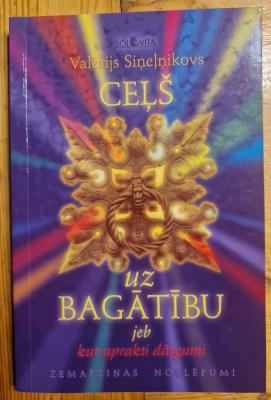 SOL VITA
Valērijs Siņeļņikovs
CEĻŠ
uz
BAGĀTĪBU
jeb
kur aprakti dārgumi
ZEMAPZIŅAS NOSLĒPUMI